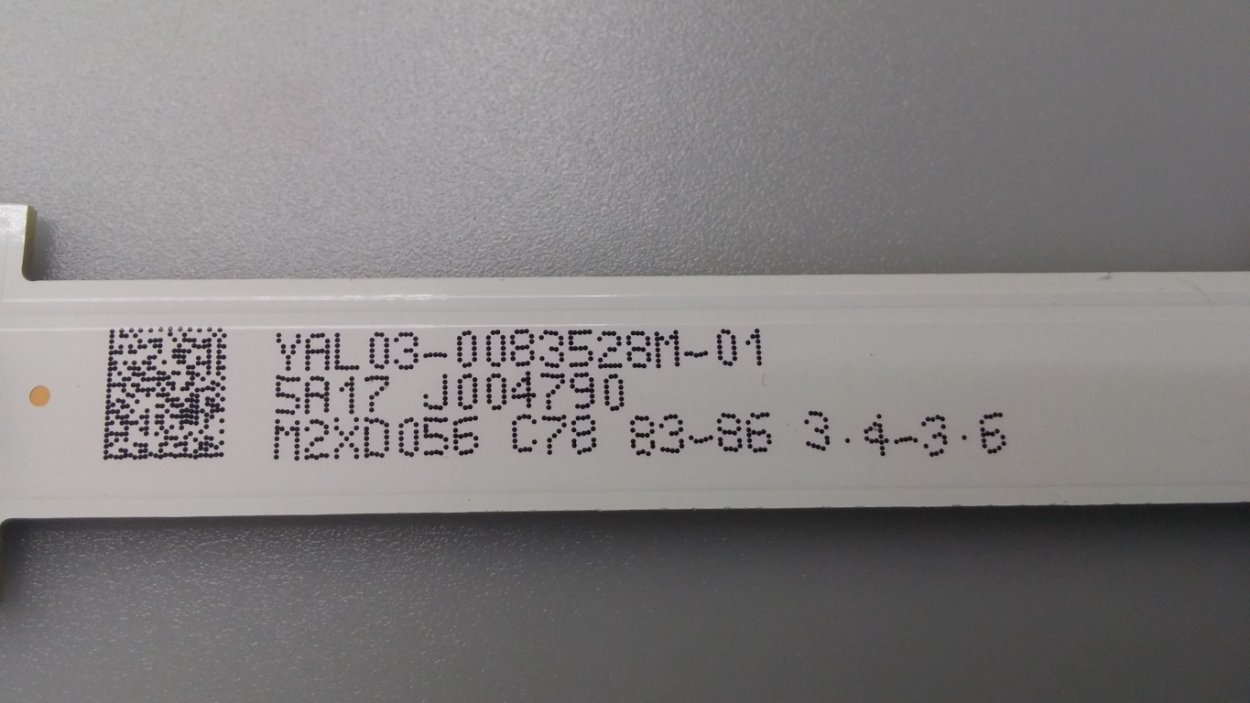 YAL03-0083528M-01
5A17 J004790
M2XD056 C78 83-86 3.4-3.6